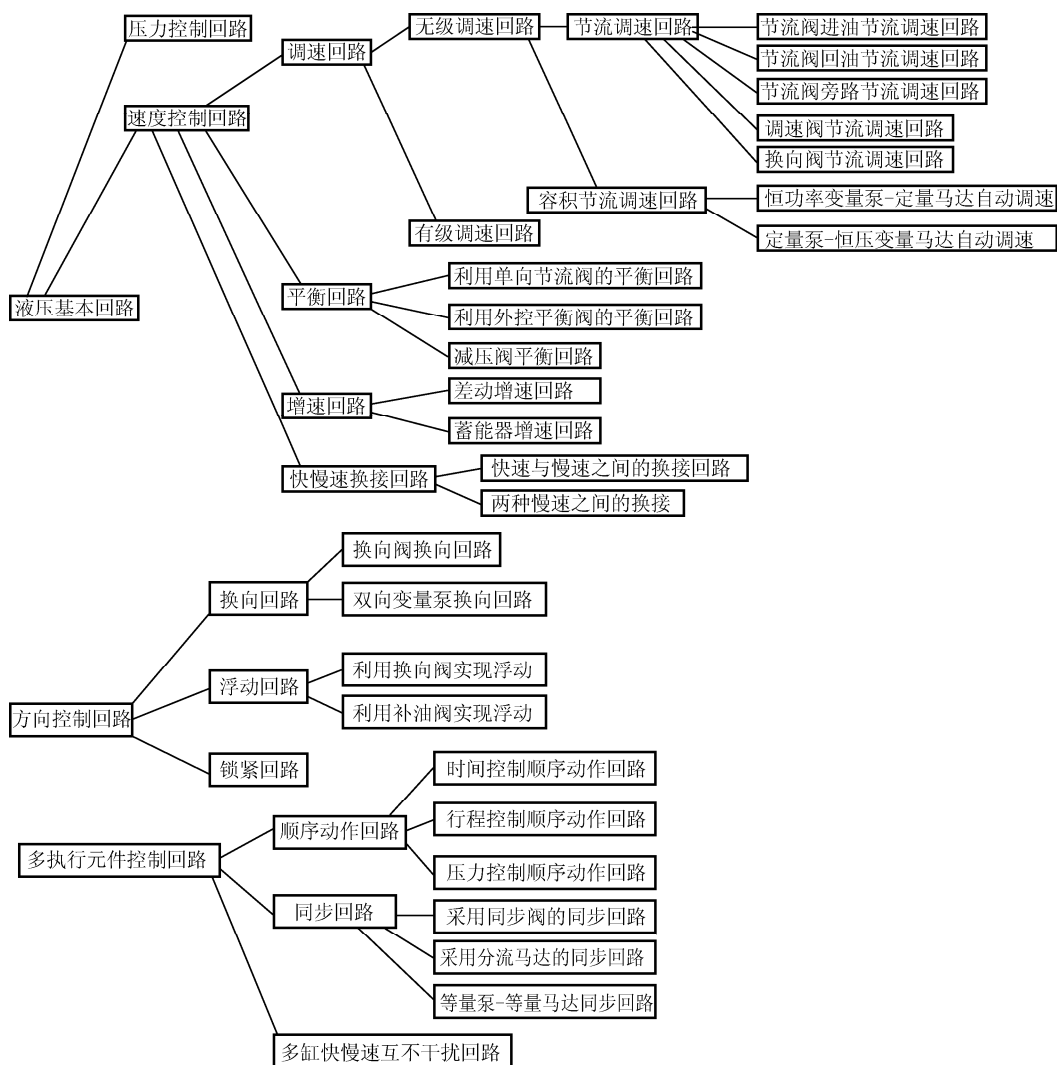 压力控制回路
调速回路
无级调速回路
节流调速回路
节流阀进油节流调速回路
节流阀回油节流调速回路
节流阀旁路节流调速回路
速度控制回路
调速阀节流调速回路
换向阀节流调速回路
容积节流调速回路
恒功率变量泵-定量马达自动调速
有级调速回路
定量泵-恒压变量马达自动调速
液压基本回路
平衡回路
利用单向节流阀的平衡回路
利用外控平衡阀的平衡回路
减压阀平衡回路
增速回路
差动增速回路
蓄能器增速回路
快慢速换接回路
快速与慢速之间的换接回路
两种慢速之间的换接
换向阀换向回路
换向回路
双向变量泵换向回路
浮动回路
利用换向阀实现浮动
利用补油阀实现浮动
方向控制回路
锁紧回路
时间控制顺序动作回路
顺序动作回路
行程控制顺序动作回路
多执行元件控制回路
压力控制顺序动作回路
同步回路
采用同步阀的同步回路
采用分流马达的同步回路
等量泵-等量马达同步回路
多缸快慢速互不干扰回路